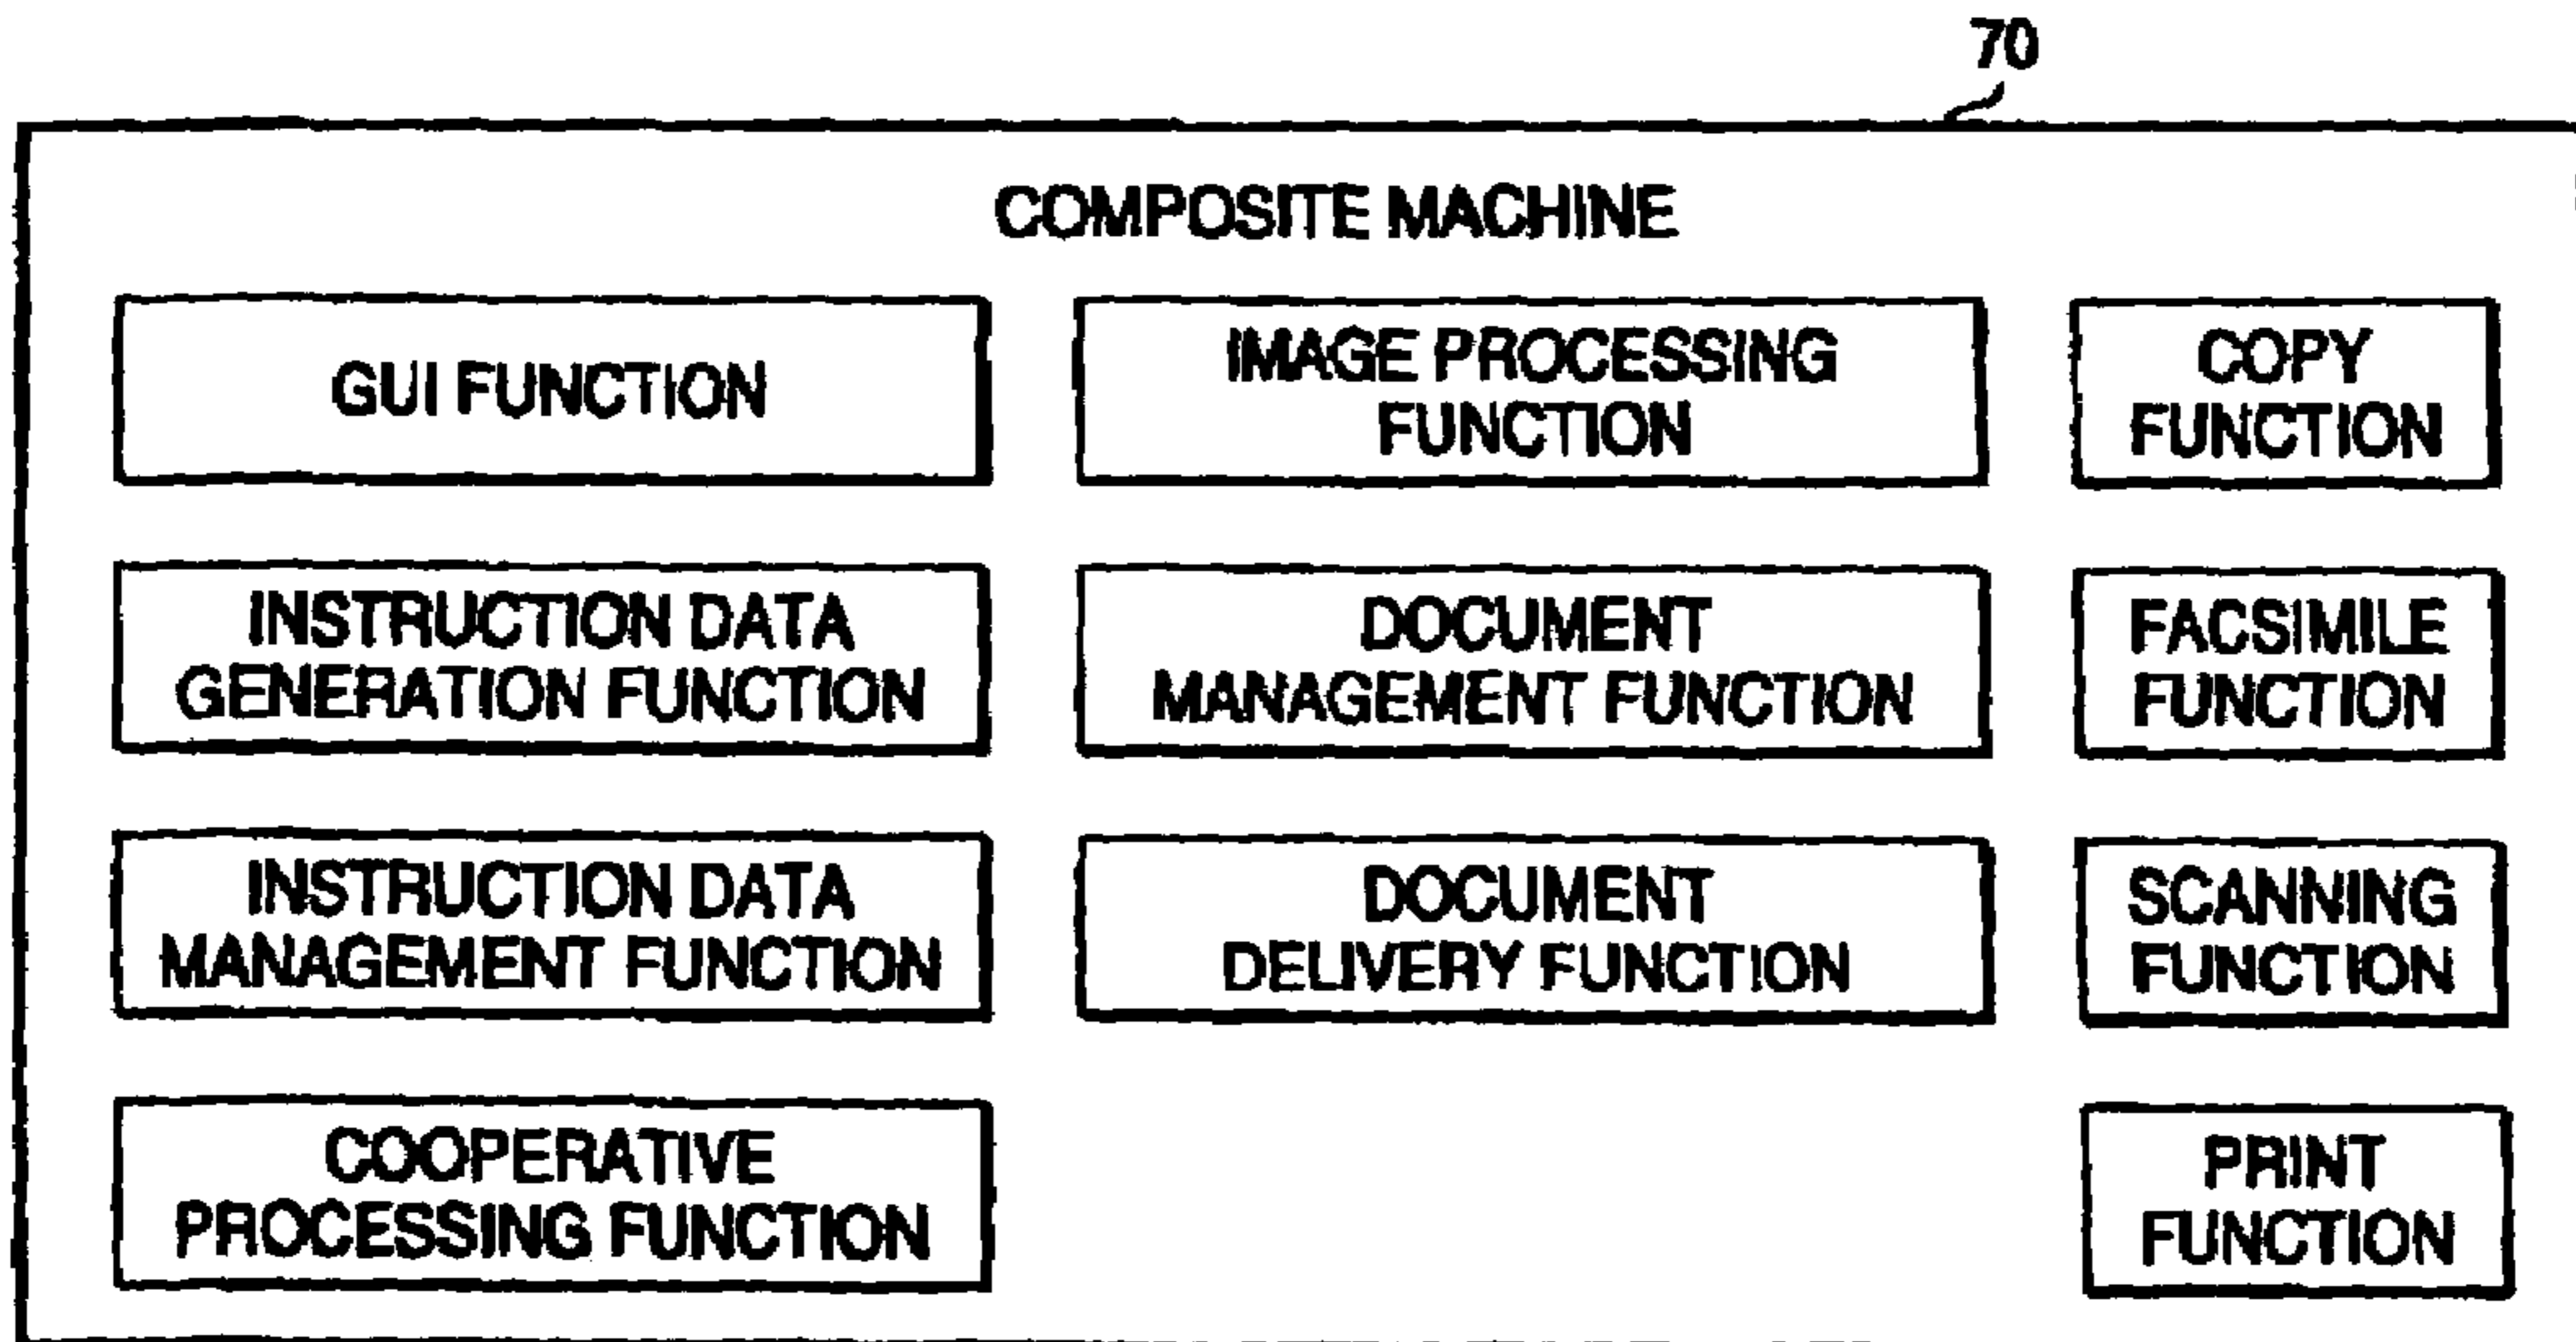 70
COMPOSITE MACHINE
GUI FUNCTION
IMAGE PROCESSING
FUNCTION
COPY
FUNCTION
INSTRUCTION DATA
GENERATION FUNCTION
DOCUMENT
MANAGEMENT FUNCTION
FACSIMILE
FUNCTION
INSTRUCTION DATA
MANAGEMENT FUNCTION
DOCUMENT
DELIVERY FUNCTION
SCANNING
FUNCTION
COOPERATIVE
PROCESSING FUNCTION
PRINT
FUNCTION